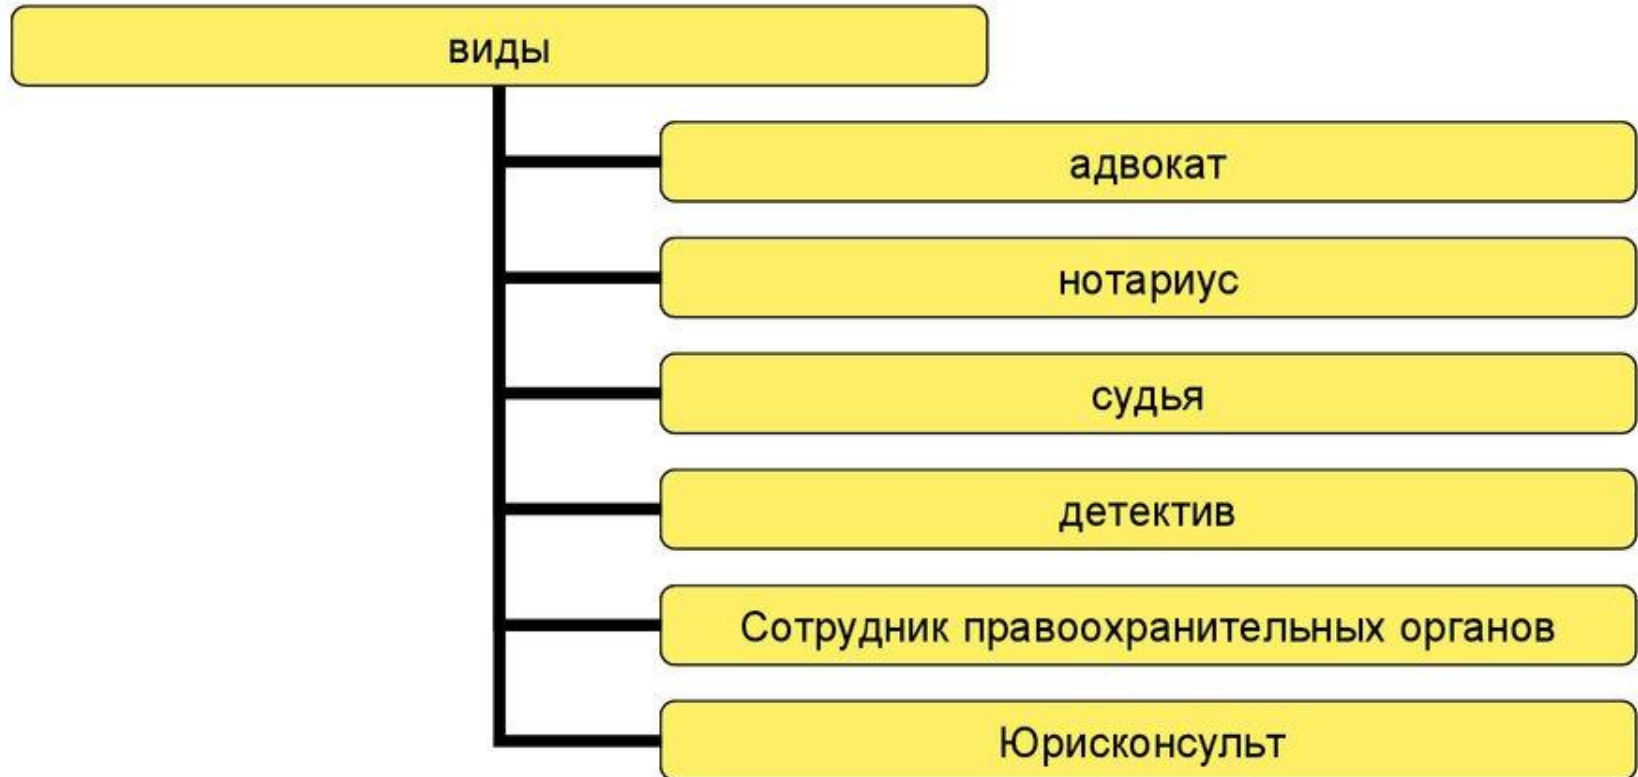 виды
адвокат
нотариус
судья
детектив
Сотрудник правоохранительных органов
Юрисконсульт